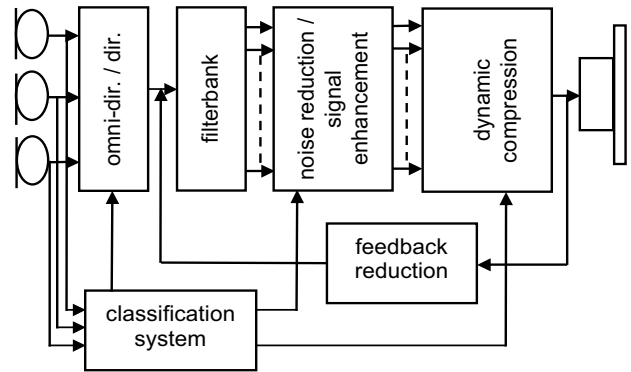 omni-dir. / dir.
filterbank
noise reduction /
signal
enhancement
dynamic
compression
feedback
reduction
classification
system